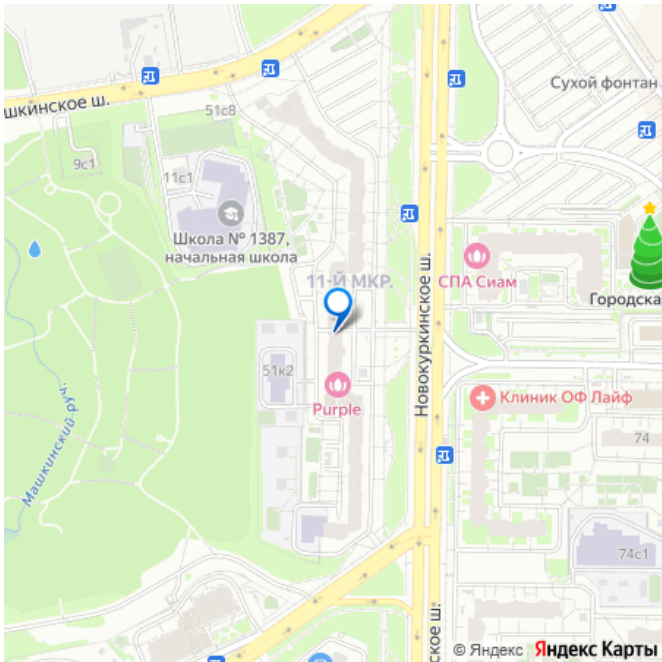 Сухой фонтан
шкинское ш.
51с8
9с1
11с1
Школа № 1387,
начальная школа
11-Й МКР.
СПА Сиам
Городска
Новокуркинское ш.
51к2
Purple
Клиник ОФ Лайф
74
Машкинский руч.
74с1
ское ш.
© Яндекс Яндекс Карты